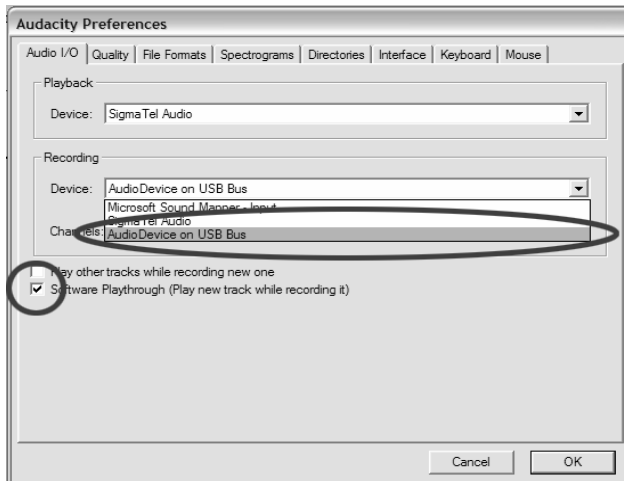 Audacity Preferences
Audio I/O Quality File Formats Spectrograms Directories Interface Keyboard Mouse
Playback
Device: SigmaTel Audio
Recording
Device: AudioDevice on USB Bus
Microsoft Sound Mapper - Input
SigmaTel Audio
Channels: AudioDevice on USB Bus
Play other tracks while recording new one
Software Playthrough (Play new track while recording it)
Cancel OK